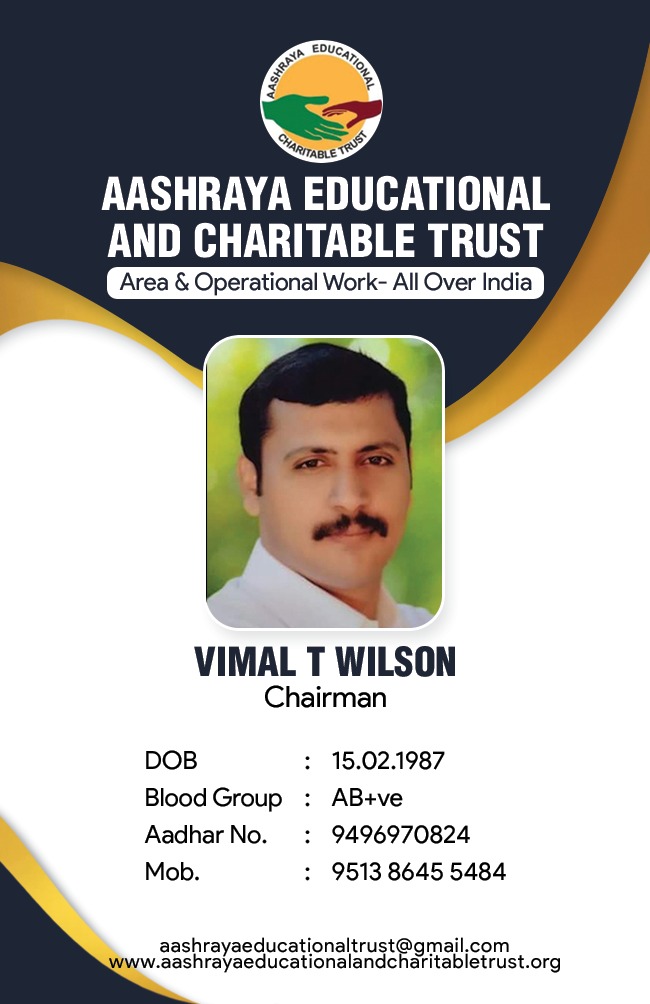 AASHRAYA EDUCATIONAL
CHARITABLE TRUST
AASHRAYA EDUCATIONAL
AND CHARITABLE TRUST
Area & Operational Work- All Over India
VIMAL T WILSON
Chairman
DOB : 15.02.1987
Blood Group : AB+ve
Aadhar No. : 9496970824
Mob. : 9513 8645 5484
aashrayaeducationaltrust@gmail.com
www.aashrayaeducationalandcharitabletrust.org